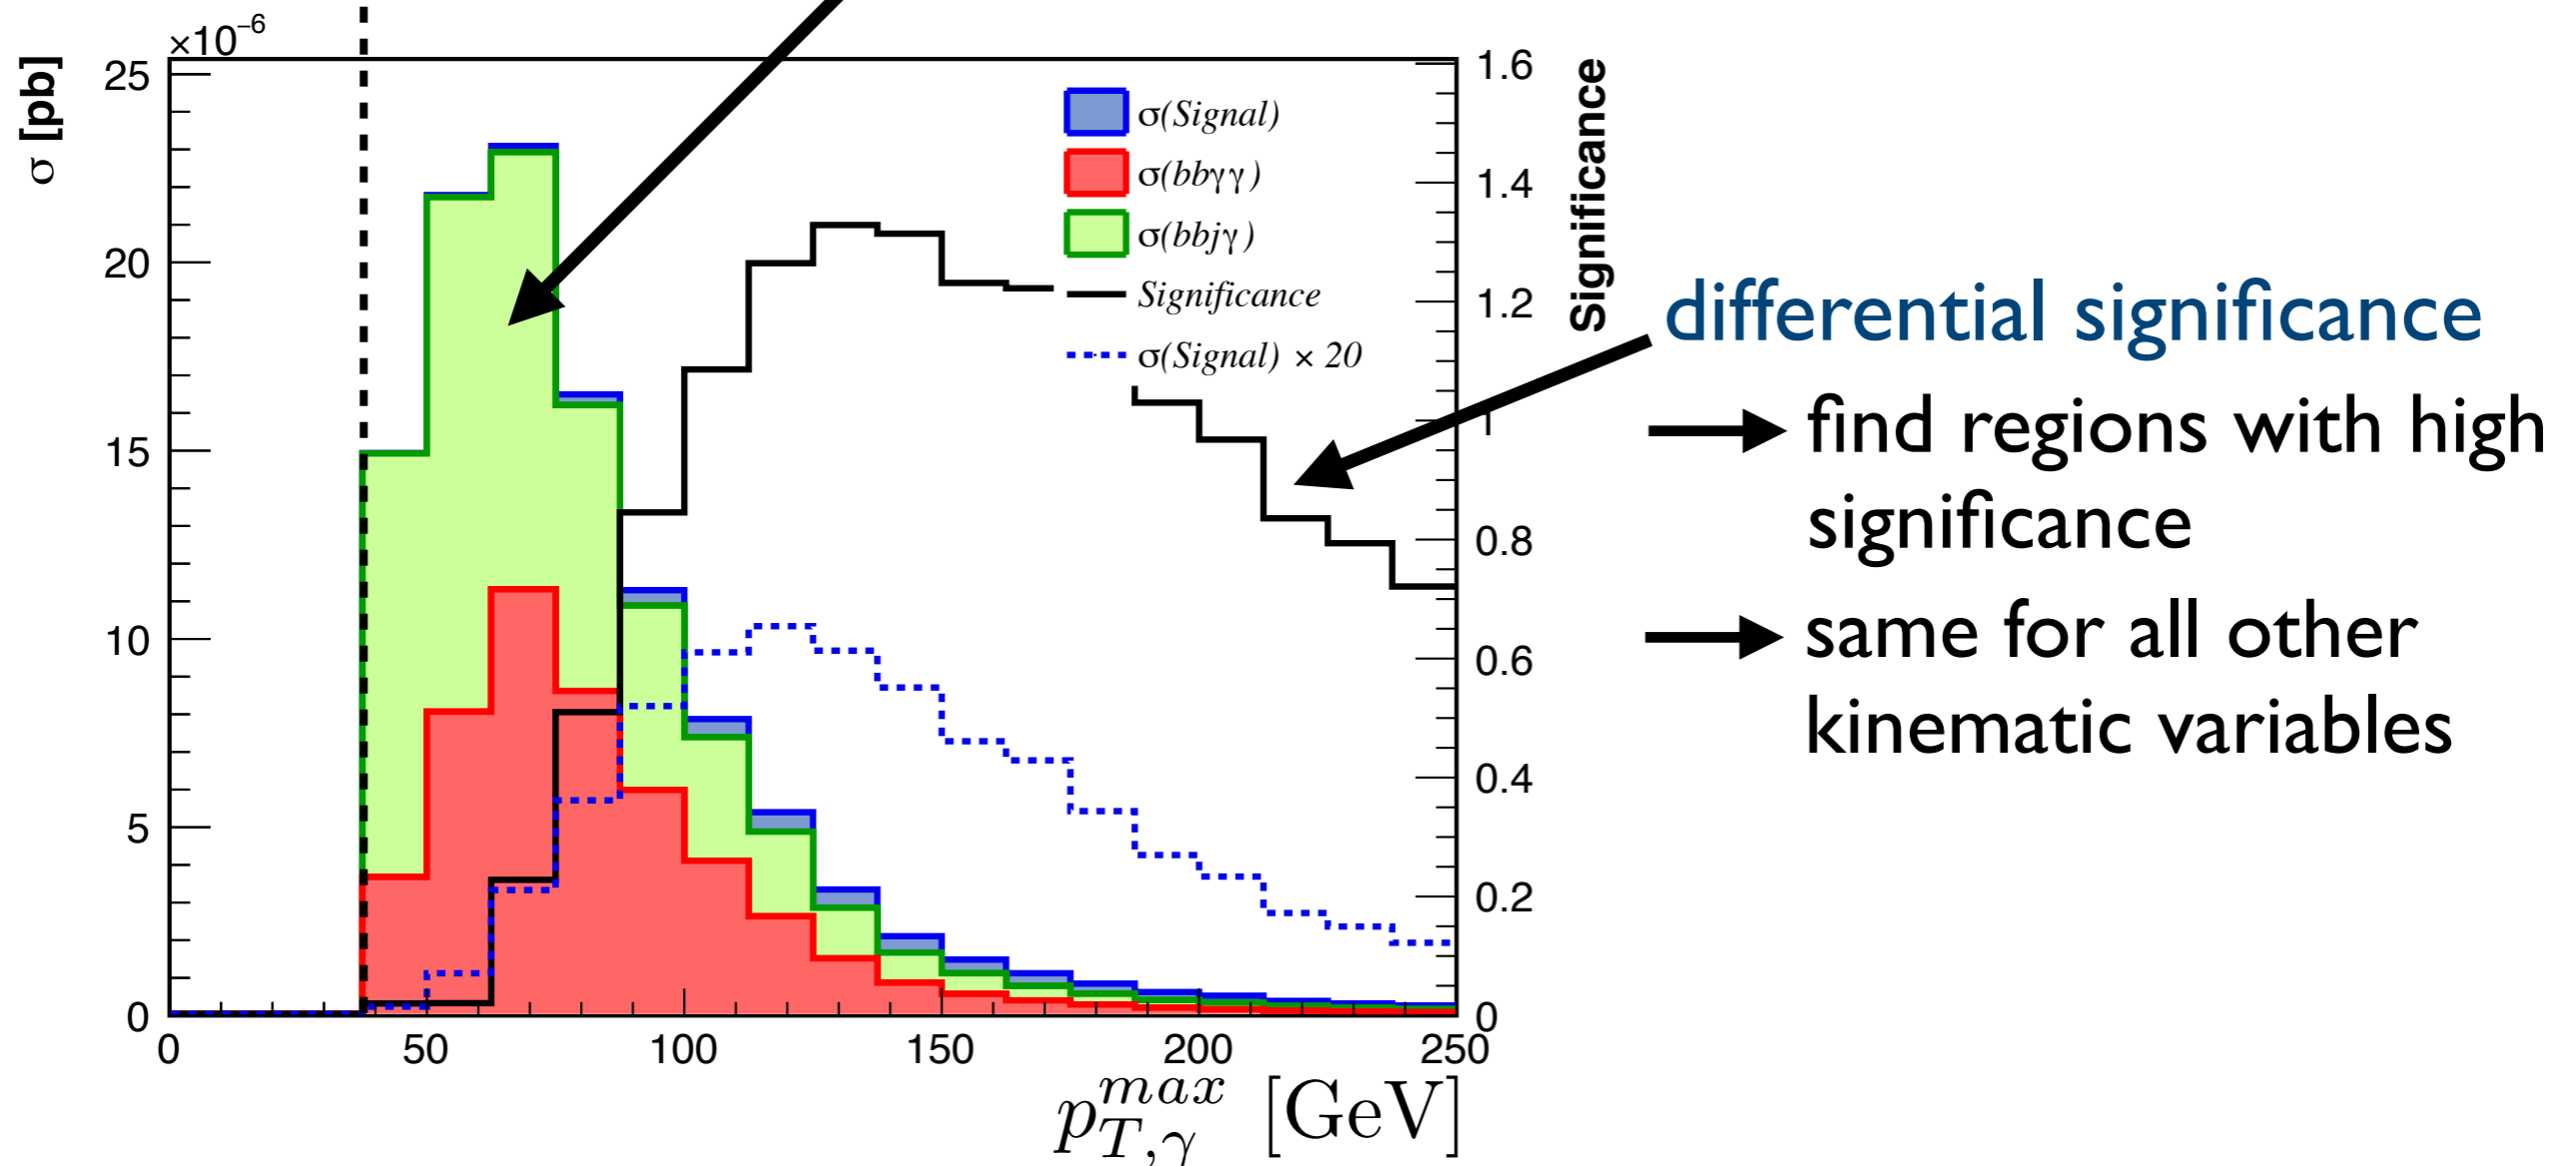 ×10⁻⁶
σ [pb]
25
20
15
10
5
0
0
50
100
150
200
250
p_{T,γ}^{max} [GeV]
σ(Signal)
σ(bbγγ)
σ(bbjγ)
Significance
σ(Signal) × 20
1.6
1.4
1.2
1
0.8
0.6
0.4
0.2
0
Significance
differential significance
find regions with high
significance
same for all other
kinematic variables